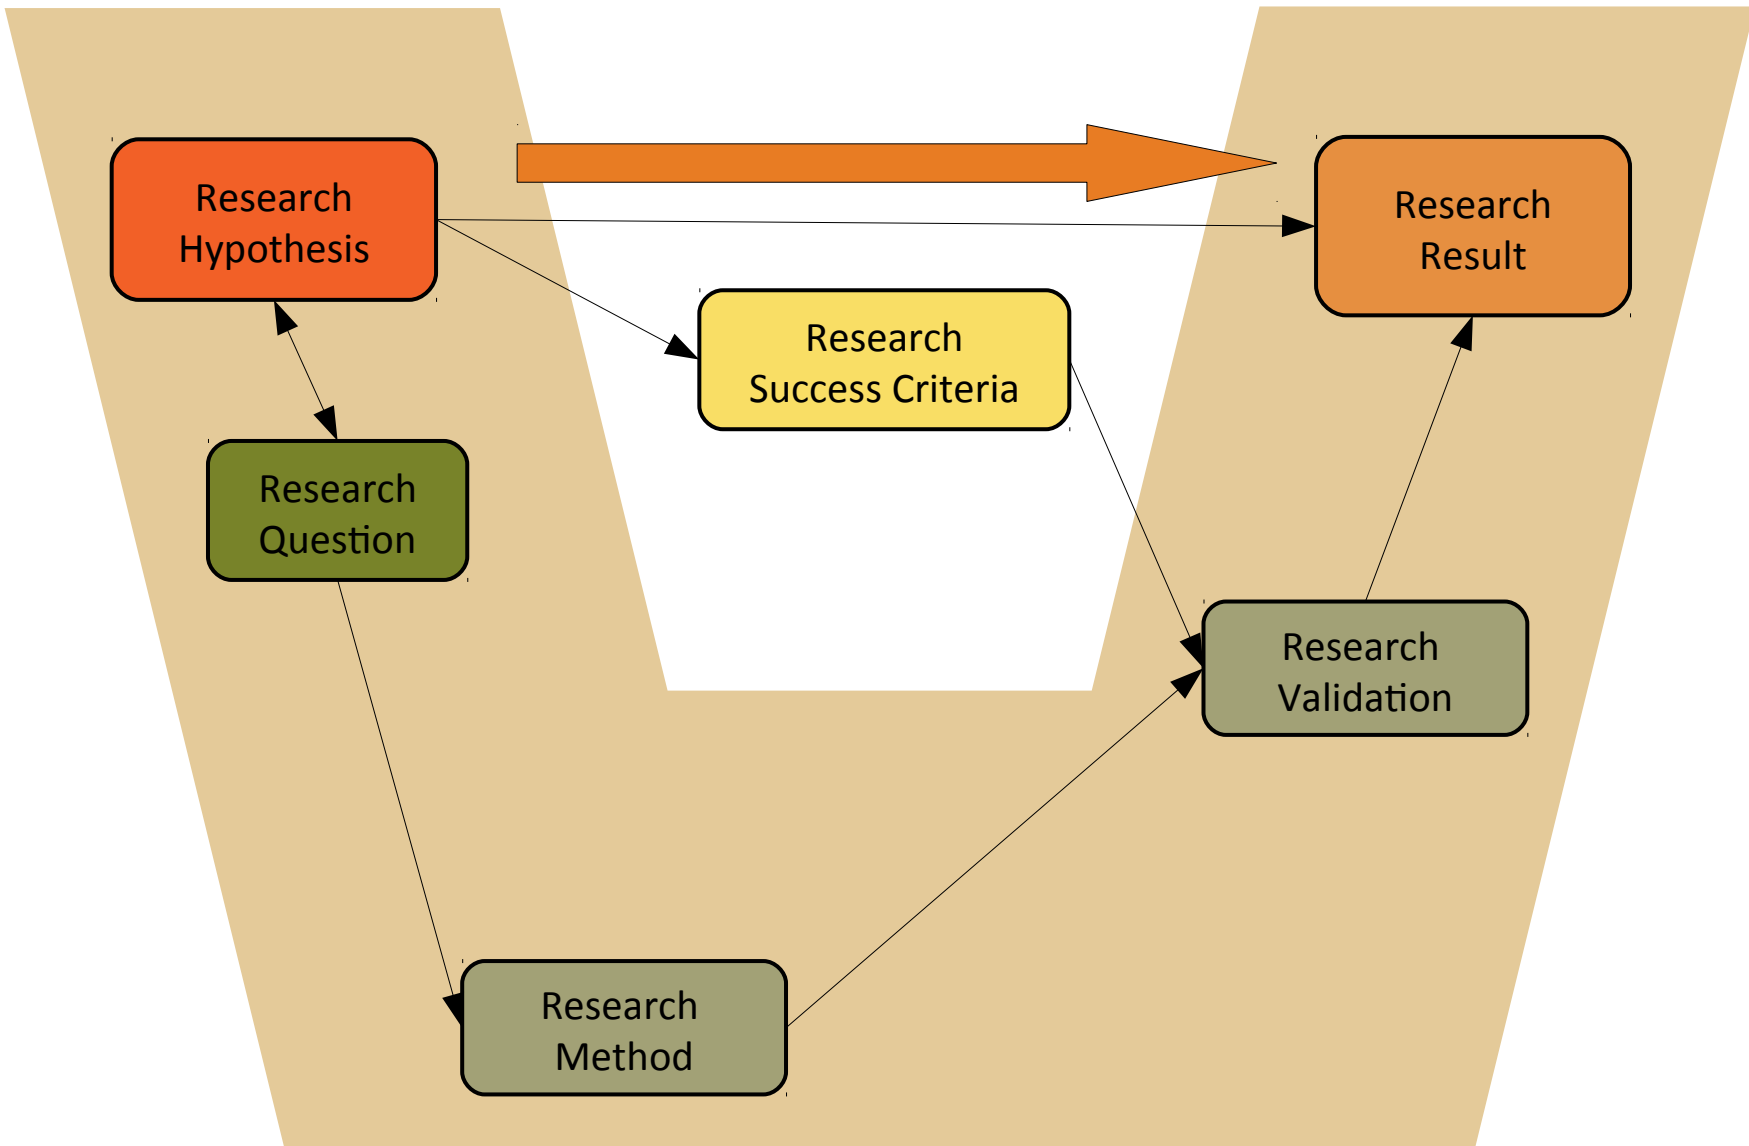 Research
Hypothesis
Research
Result
Research
Success Criteria
Research
Question
Research
Validation
Research
Method